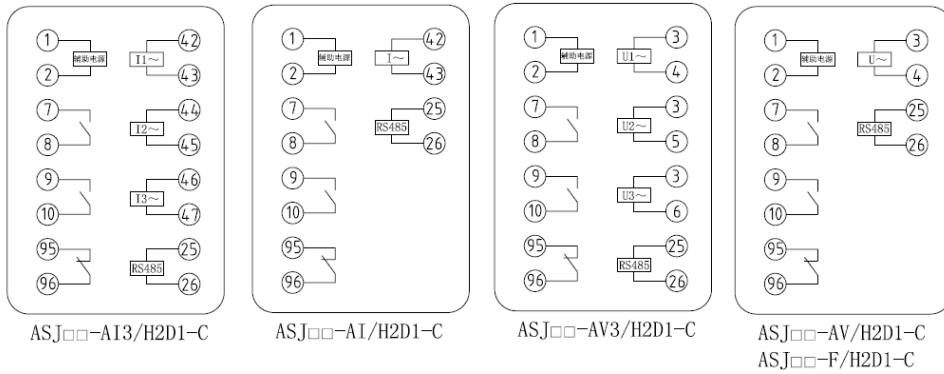 1 辅助电源 I1～ 42
2 43
7 I2～ 44
8 45
9 I3～ 46
10 47
95 RS485 25
96 26
ASJ□□-AI3/H2D1-C
1 辅助电源 I～ 42
2 43
7 RS485 25
8 26
9
10
95
96
ASJ□□-AI/H2D1-C
1 辅助电源 U1～ 3
2 4
7 U2～ 3
8 5
9 U3～ 3
10 6
95 RS485 25
96 26
ASJ□□-AV3/H2D1-C
1 辅助电源 U～ 3
2 4
7 RS485 25
8 26
9
10
95
96
ASJ□□-AV/H2D1-C
ASJ□□-F/H2D1-C